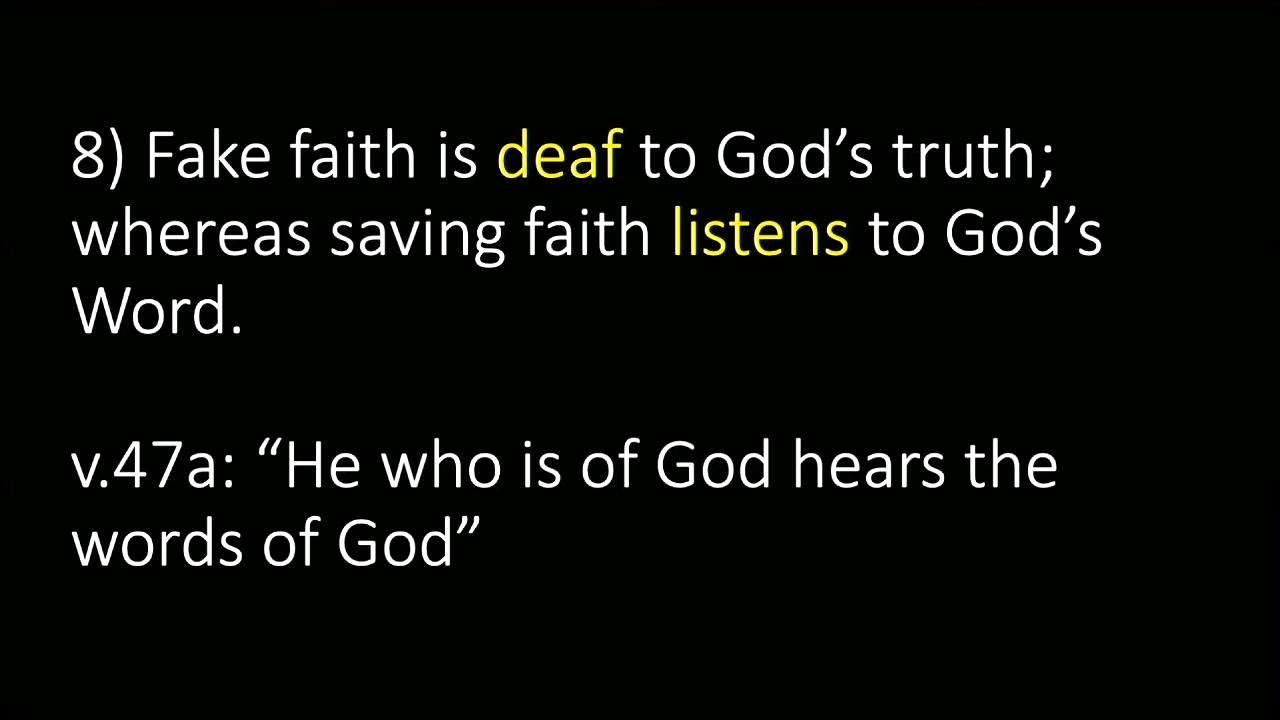 8) Fake faith is deaf to God’s truth;
whereas saving faith listens to God’s
Word.
v.47a: “He who is of God hears the
words of God”